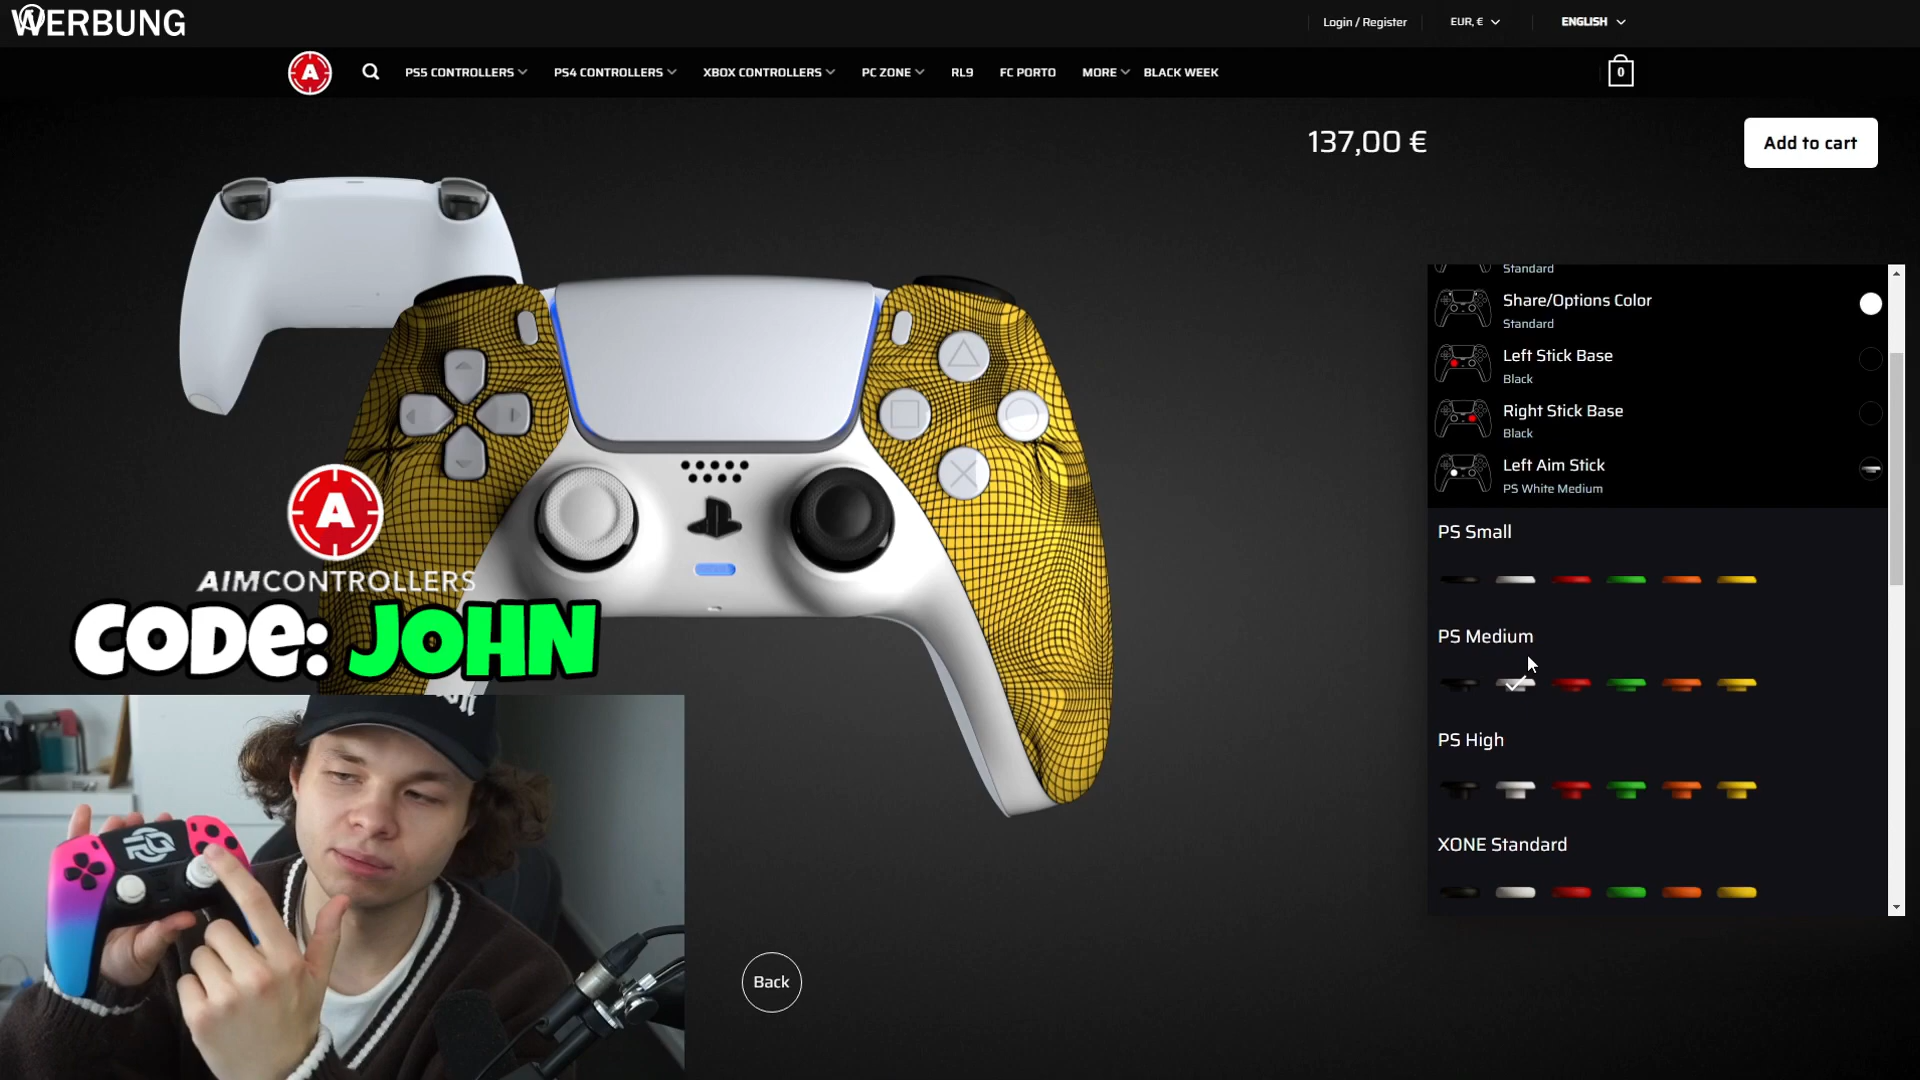 WERBUNG
Login / Register
EUR, €
ENGLISH
A
PS5 CONTROLLERS
PS4 CONTROLLERS
XBOX CONTROLLERS
PC ZONE
RL9
FC PORTO
MORE
BLACK WEEK
0
137,00 €
Add to cart
Standard
Share/Options Color
Standard
Left Stick Base
Black
Right Stick Base
Black
Left Aim Stick
PS White Medium
PS Small
PS Medium
PS High
XONE Standard
A
AIMCONTROLLERS
CODE: JOHN
Back